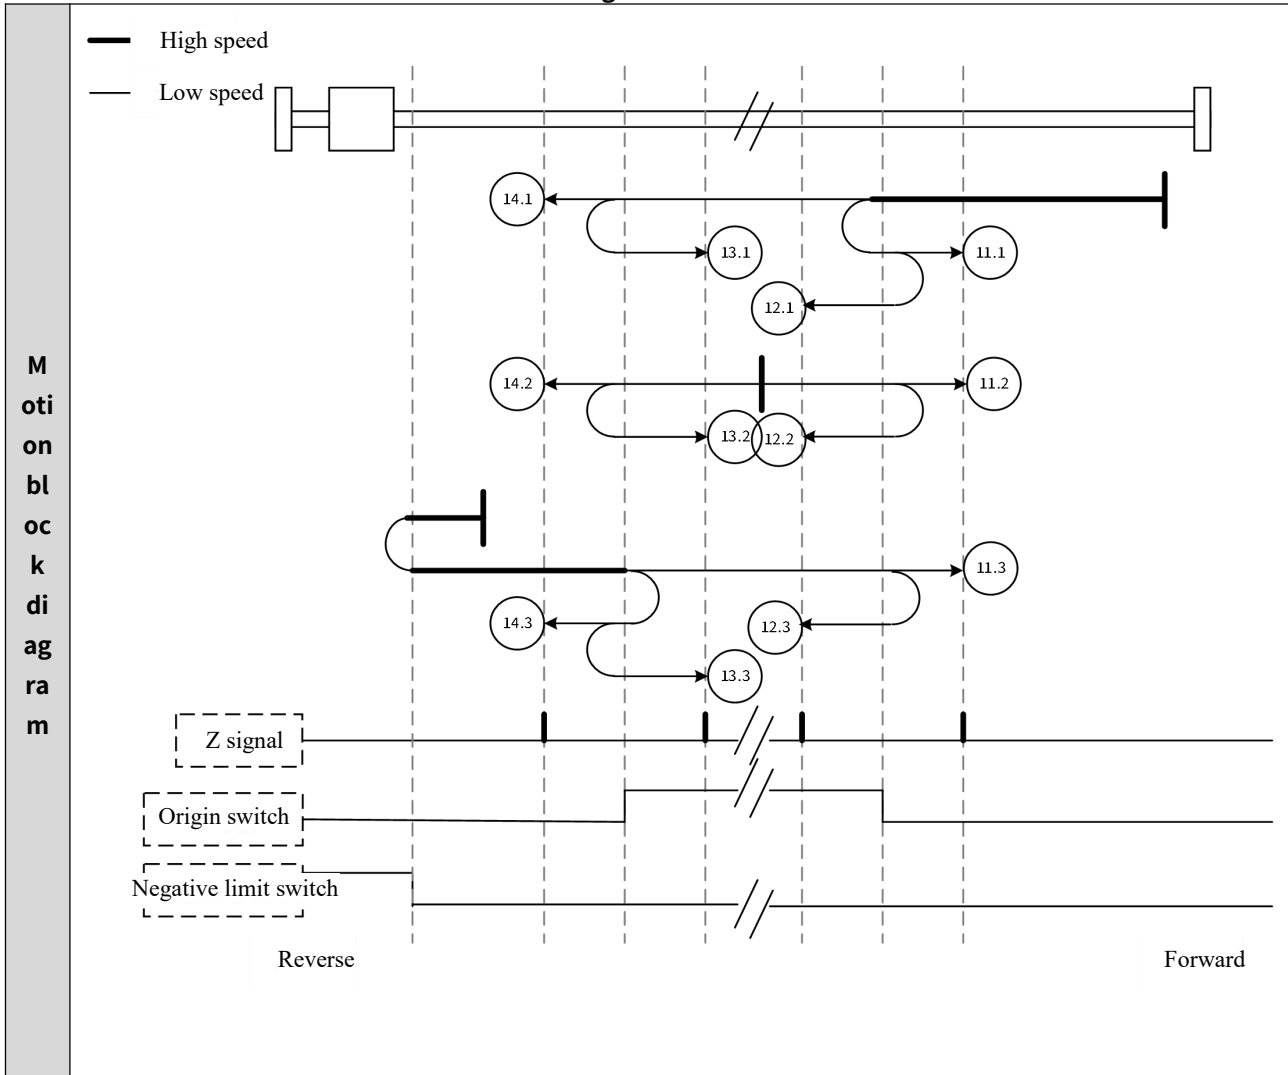 High speed
Low speed
14.1
13.1
11.1
12.1
M
oti
on
bl
oc
k
di
ag
ra
m
14.2
11.2
13.2
12.2
11.3
14.3
12.3
13.3
Z signal
Origin switch
Negative limit switch
Reverse
Forward